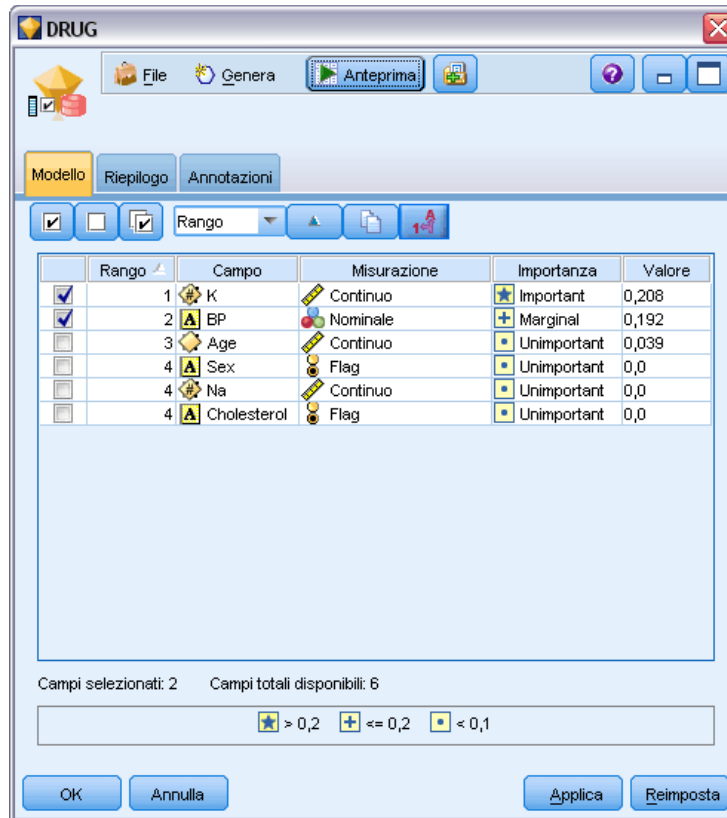 DRUG
File Genera Anteprima
Modello Riepilogo Annotazioni
Rango
Rango Campo Misurazione Importanza Valore
1 K Continuo Important 0,208
2 BP Nominale Marginal 0,192
3 Age Continuo Unimportant 0,039
4 Sex Flag Unimportant 0,0
4 Na Continuo Unimportant 0,0
4 Cholesterol Flag Unimportant 0,0
Campi selezionati: 2 Campi totali disponibili: 6
> 0,2 <= 0,2 < 0,1
OK Annulla Applica Reimposta